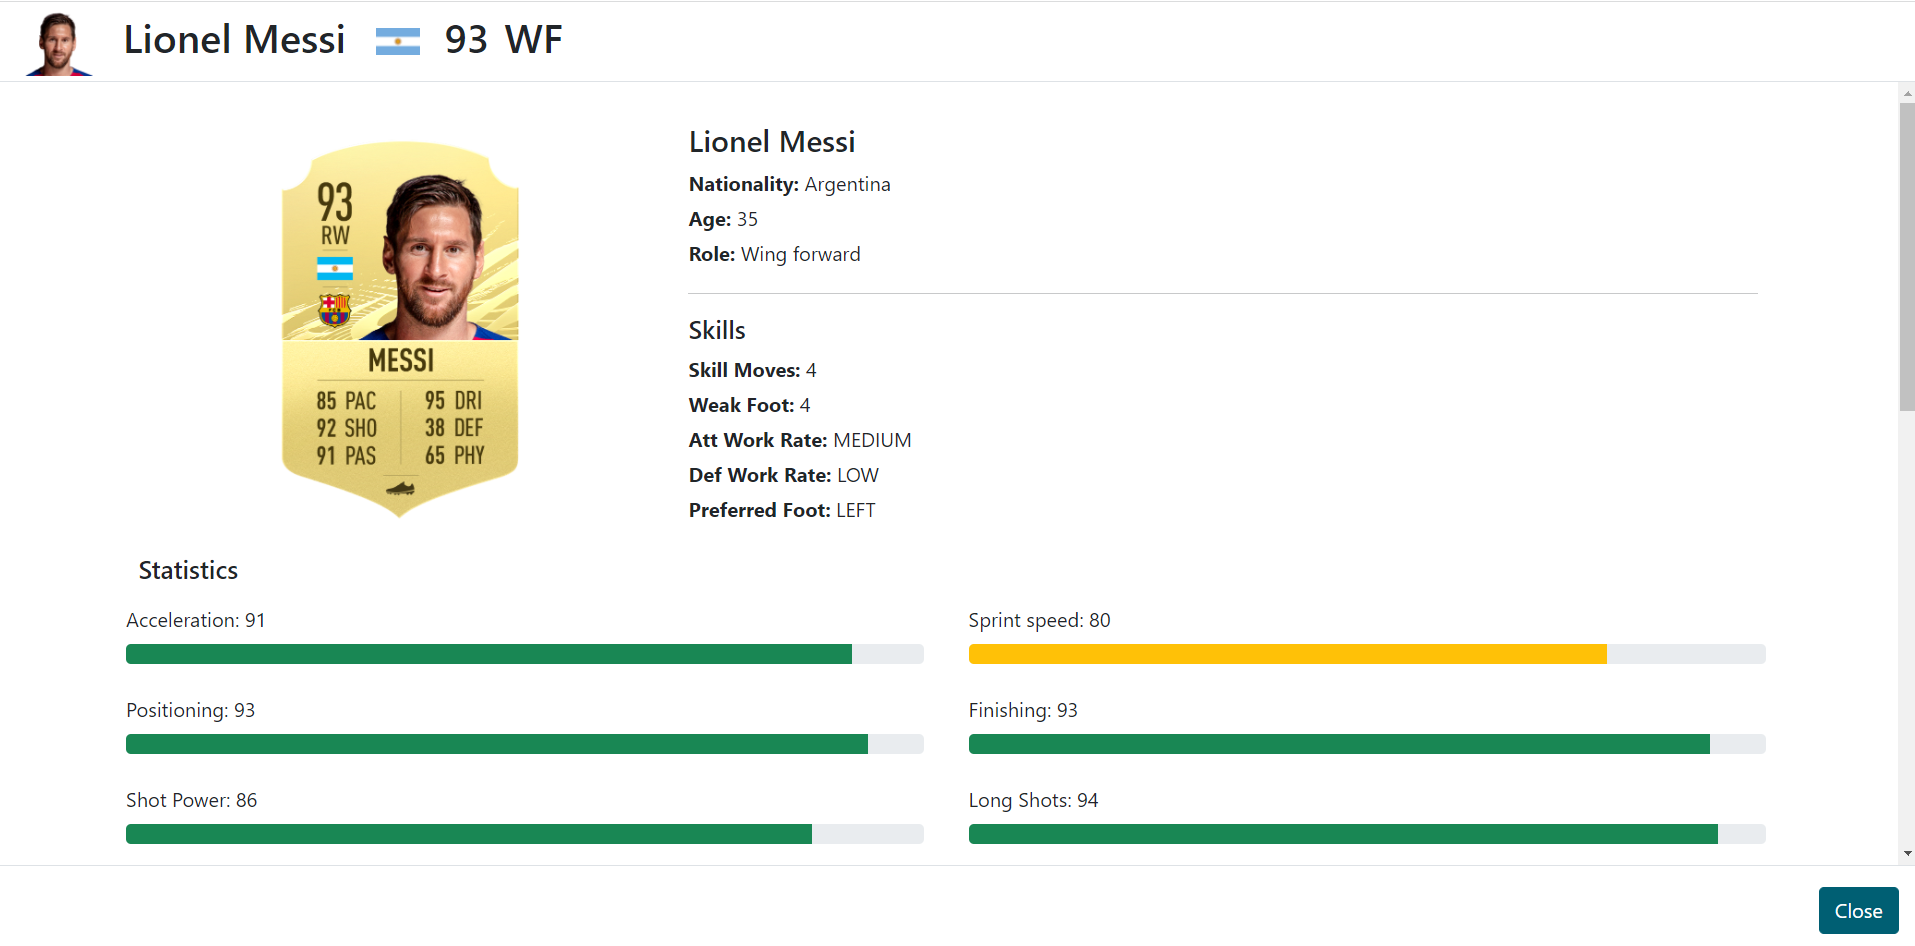 Lionel Messi 93 WF
93
RW
MESSI
85 PAC 95 DRI
92 SHO 38 DEF
91 PAS 65 PHY
Lionel Messi
Nationality: Argentina
Age: 35
Role: Wing forward
Skills
Skill Moves: 4
Weak Foot: 4
Att Work Rate: MEDIUM
Def Work Rate: LOW
Preferred Foot: LEFT
Statistics
Acceleration: 91
Sprint speed: 80
Positioning: 93
Finishing: 93
Shot Power: 86
Long Shots: 94
Close